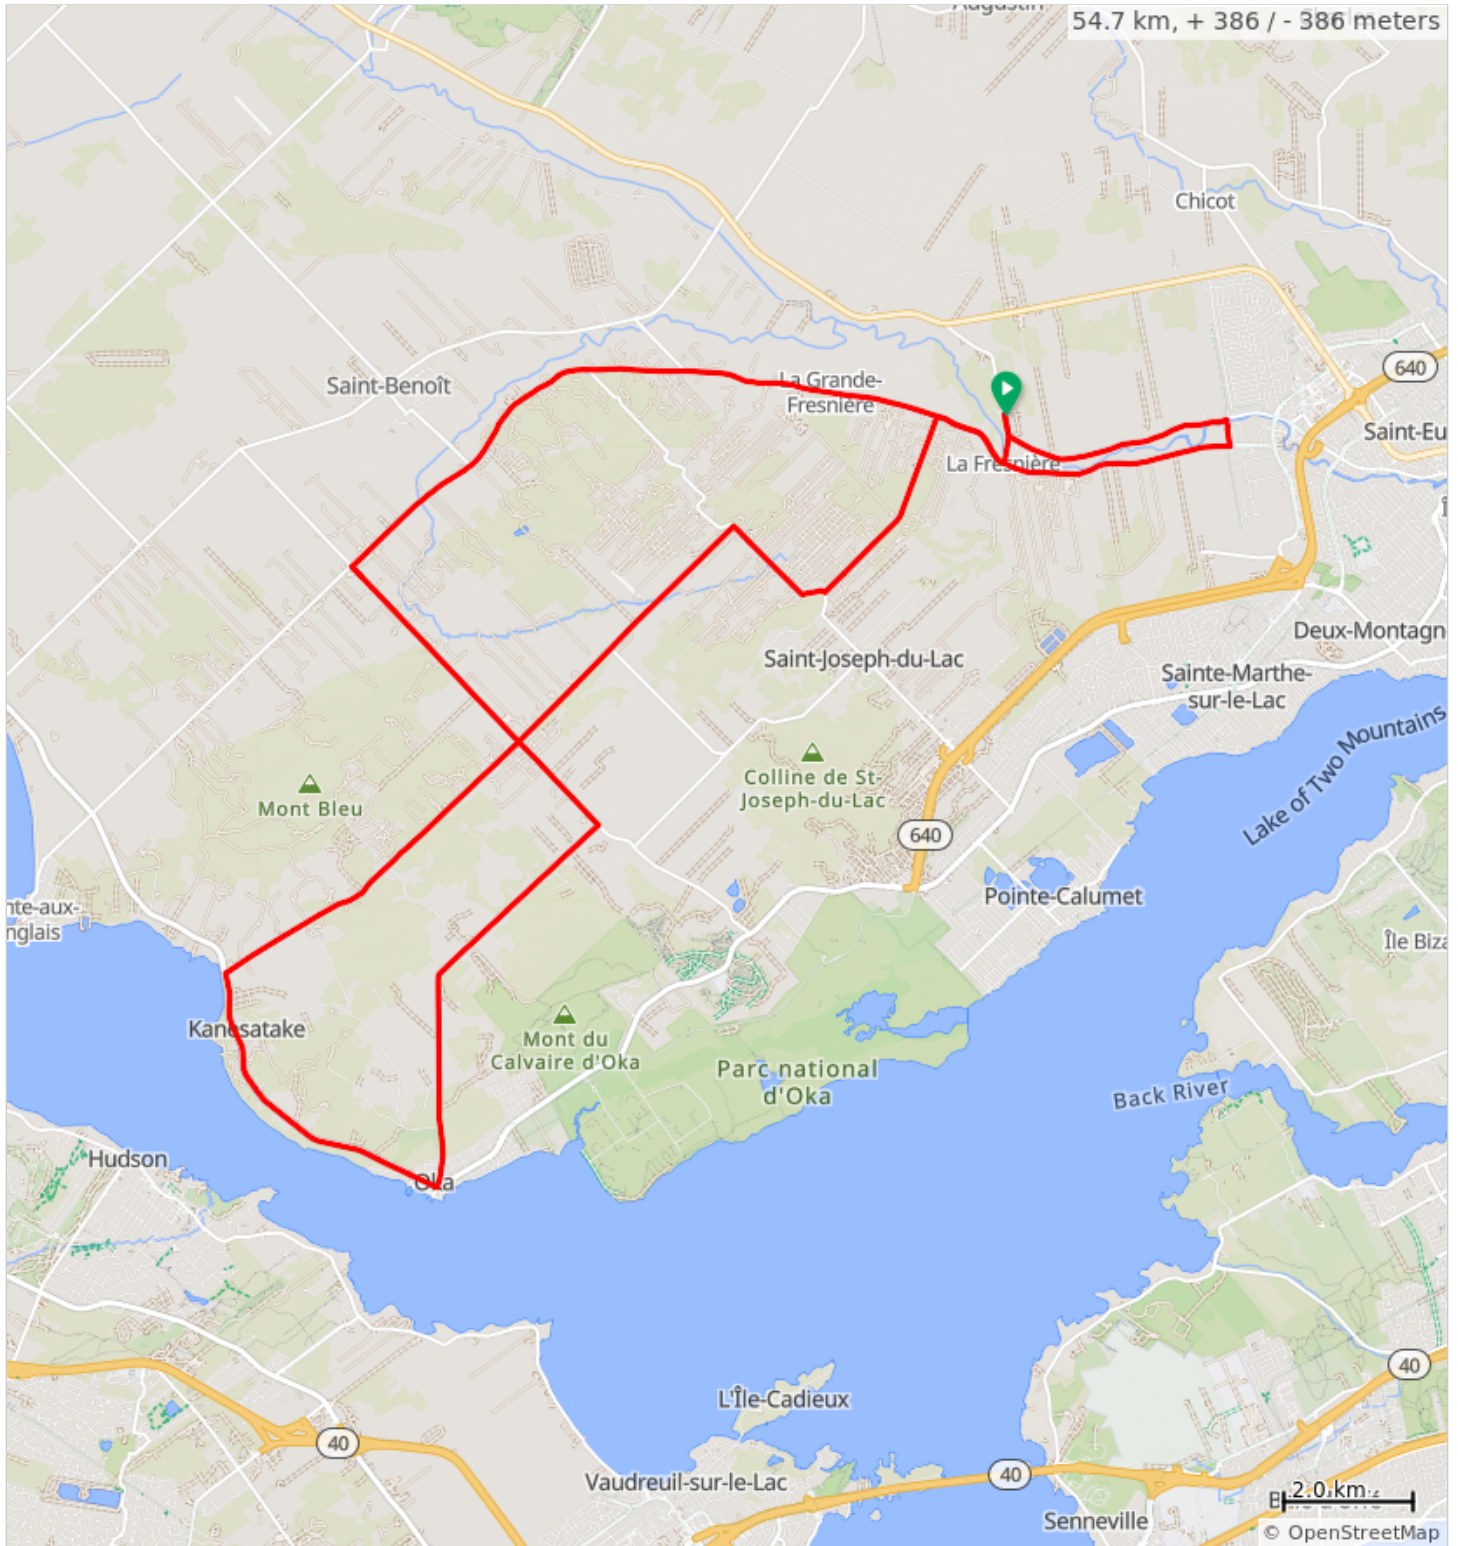 54.7 km, + 386 / - 386 meters
Chicot
640
Saint-Benoît
La Grande-
Fresnière
Saint-Eu
La Fresnière
Deux-Montagn
Saint-Joseph-du-Lac
Sainte-Marthe-
sur-le-Lac
Lake of Two Mountains
Colline de St-
Joseph-du-Lac
Mont Bleu
640
Pointe-Calumet
nte-aux-
nglais
Île Biza
Kanesatake
Mont du
Calvaire d'Oka
Parc national
d'Oka
Back River
Hudson
Oka
40
L'Île-Cadieux
40
40
Vaudreuil-sur-le-Lac
2.0 km
Senneville
© OpenStreetMap